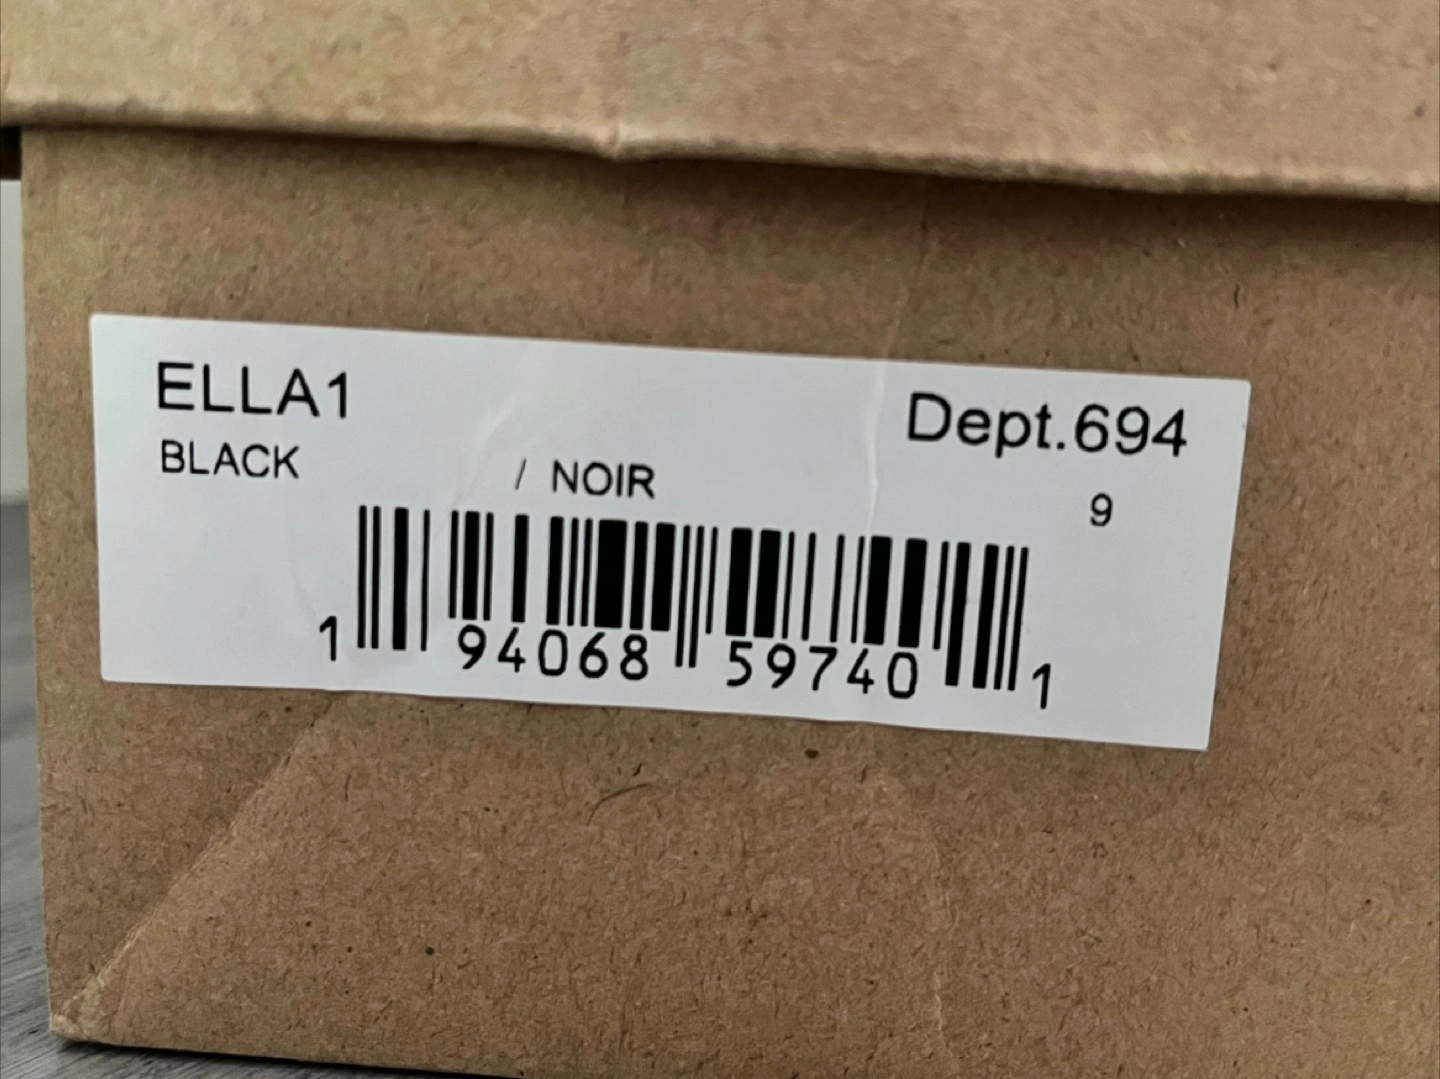 ELLA1 Dept.694
BLACK / NOIR 9
1 94068 59740 1